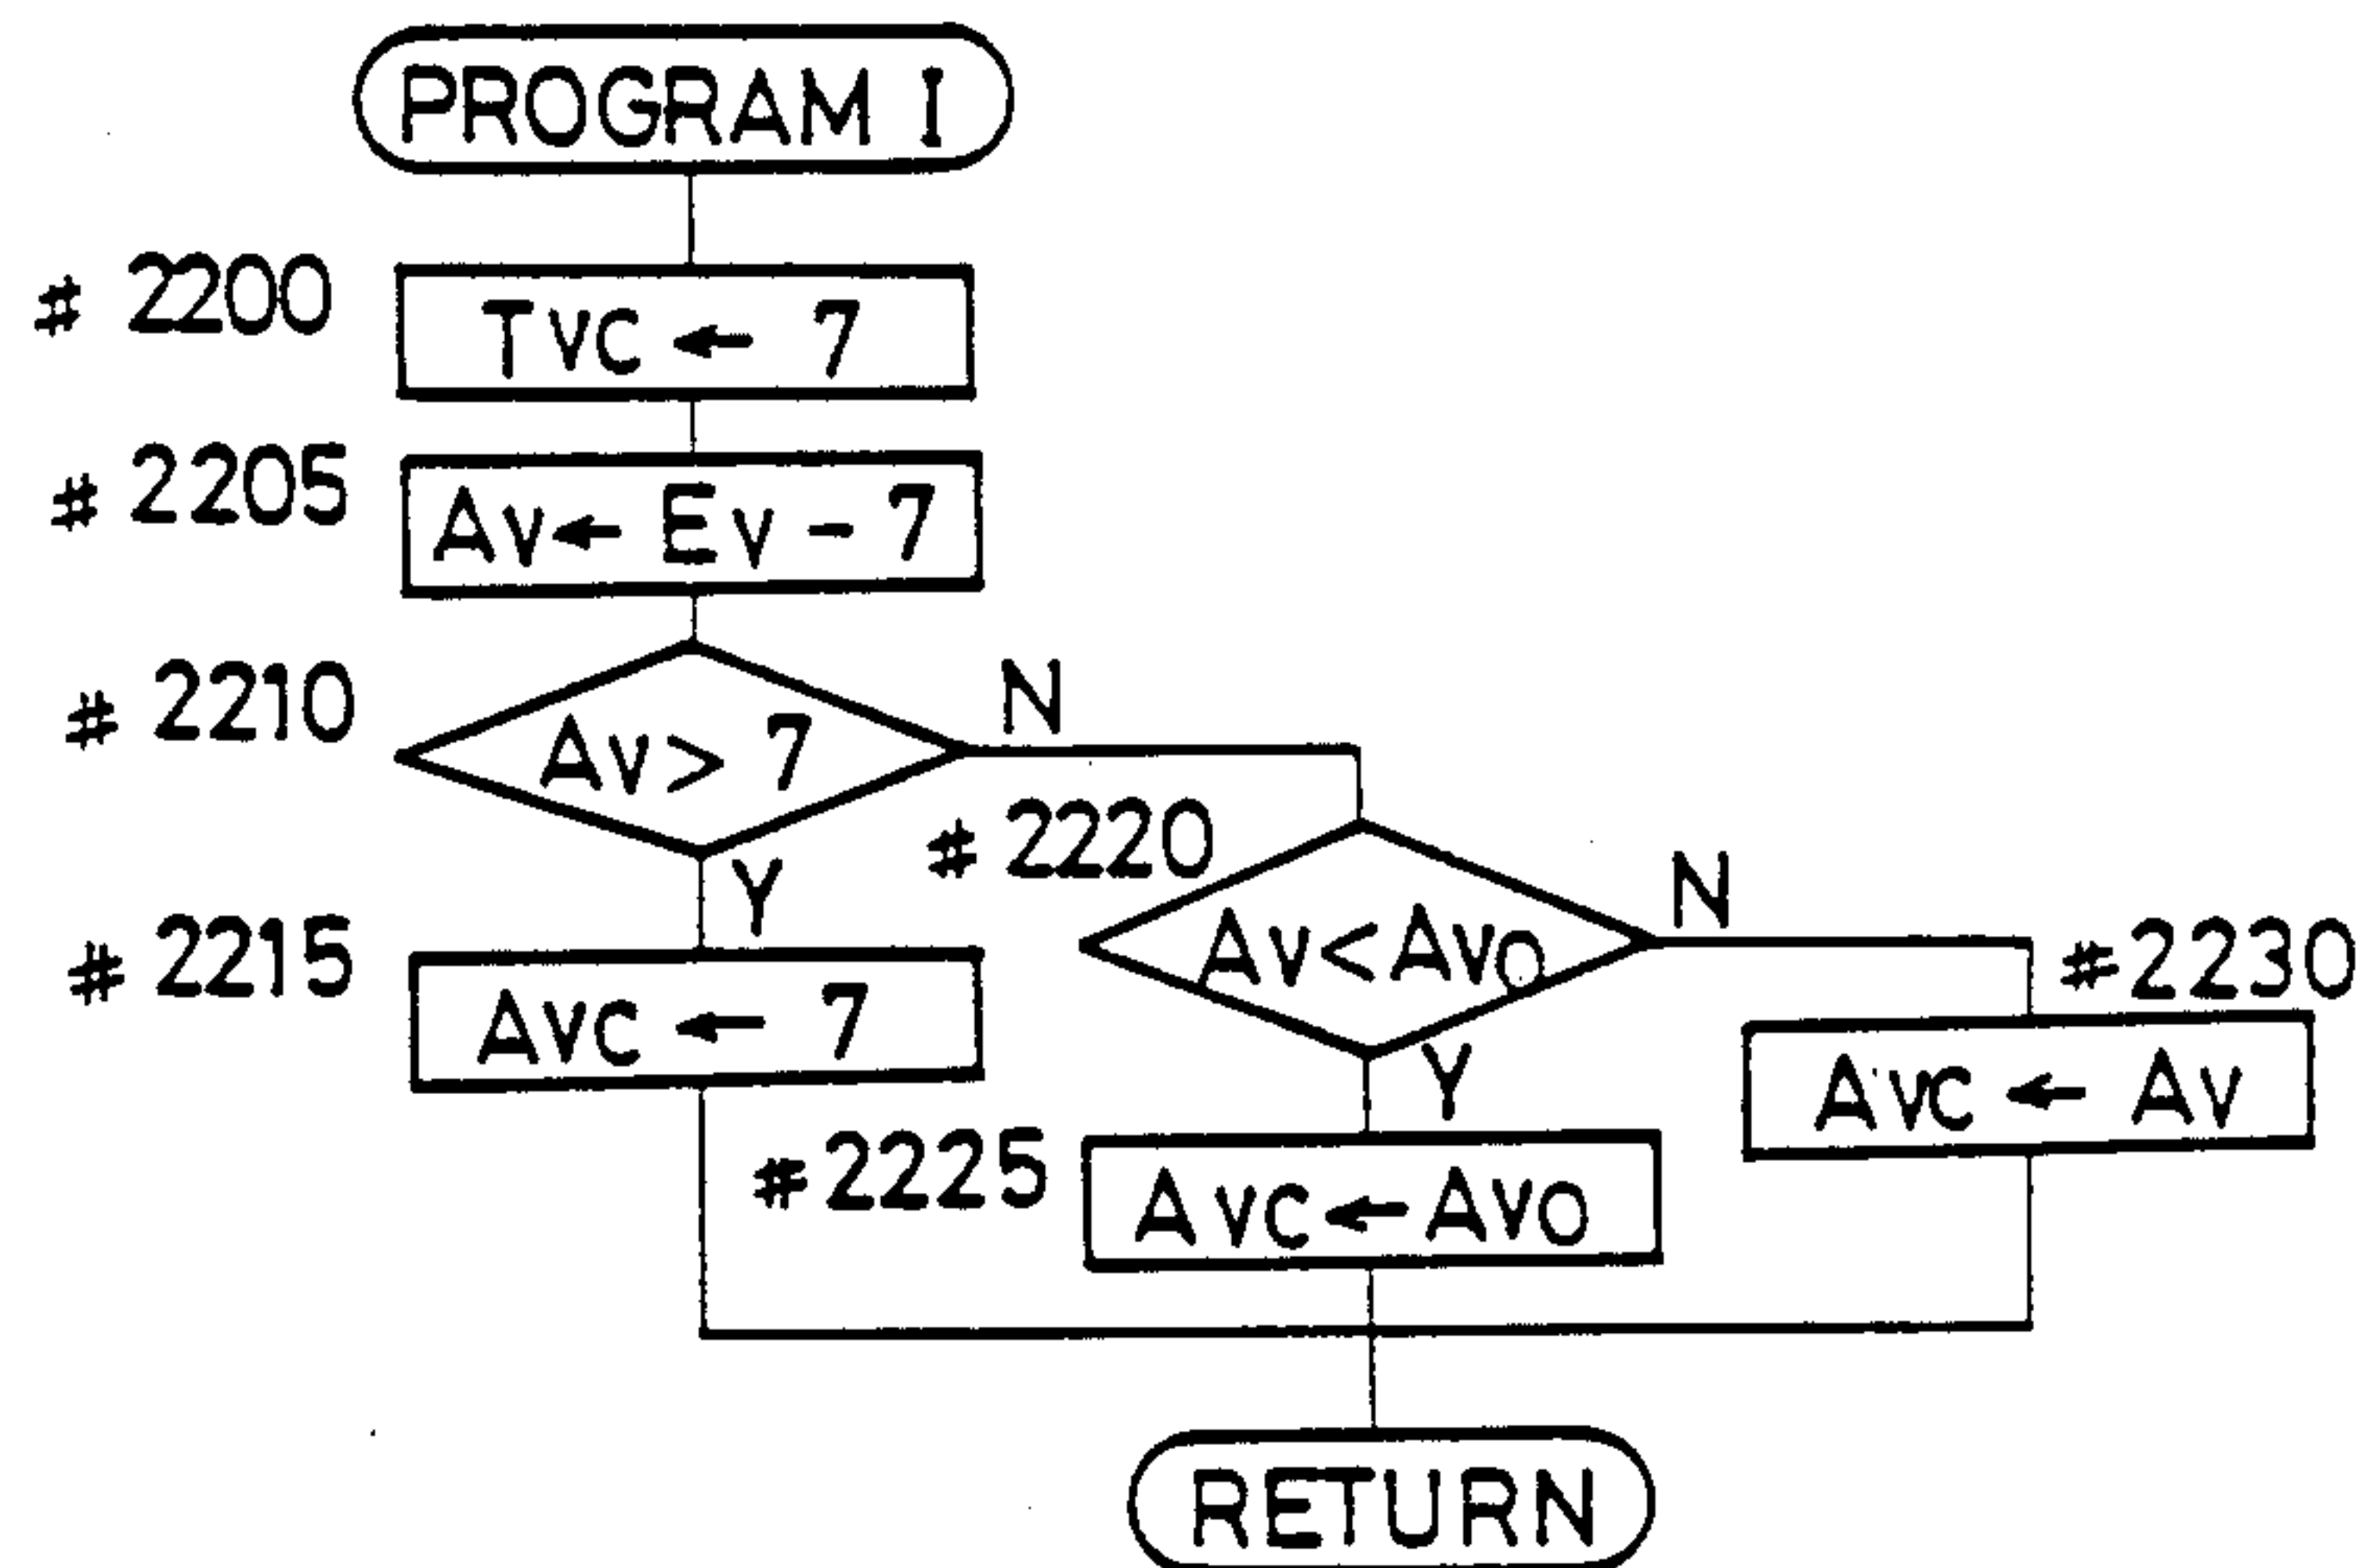 PROGRAM I
# 2200
TVC ← 7
# 2205
AV ← EV - 7
# 2210
AV > 7
N
Y
# 2220
AV < AVO
N
Y
# 2215
AVC ← 7
# 2230
AVC ← AV
# 2225
AVC ← AVO
RETURN